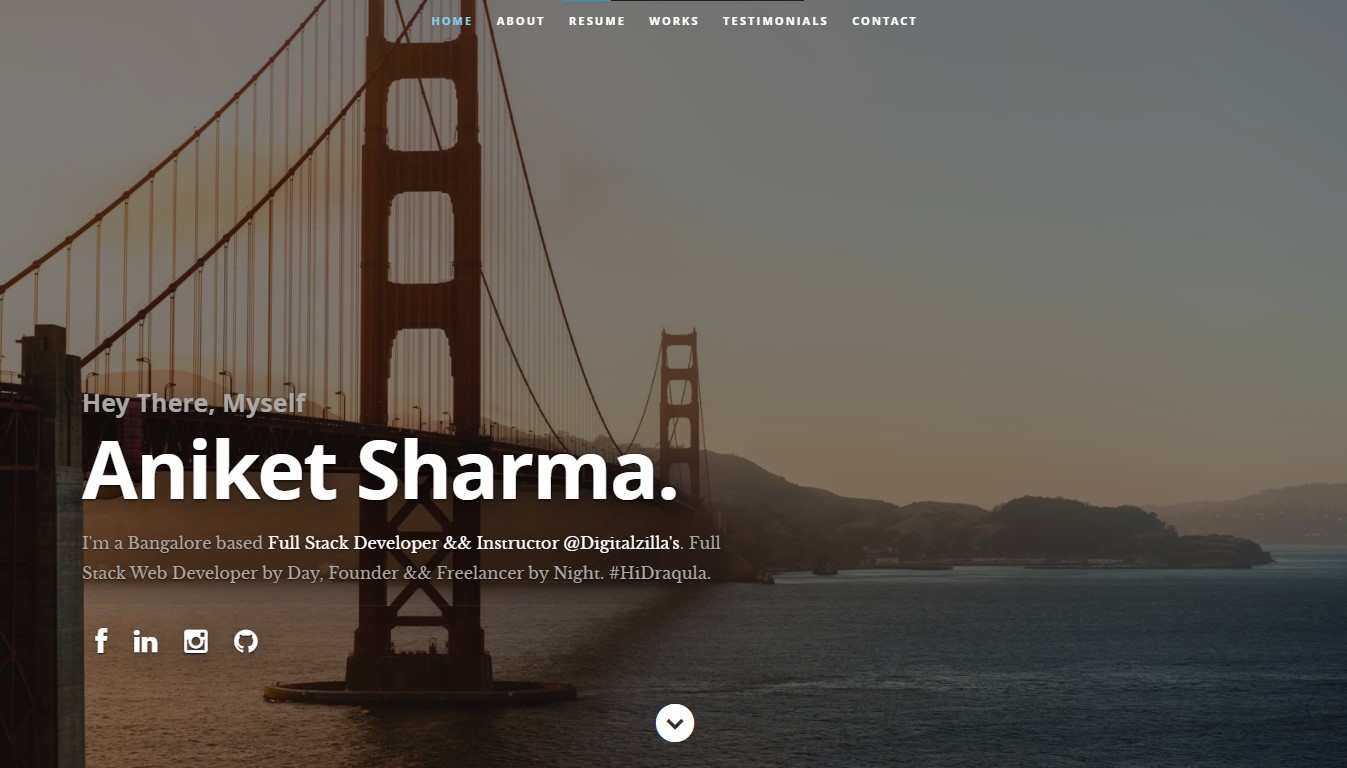 HOME ABOUT RESUME WORKS TESTIMONIALS CONTACT
Hey There, Myself
Aniket Sharma.
I'm a Bangalore based Full Stack Developer && Instructor @Digitalzilla's. Full
Stack Web Developer by Day, Founder && Freelancer by Night. #HiDraqula.